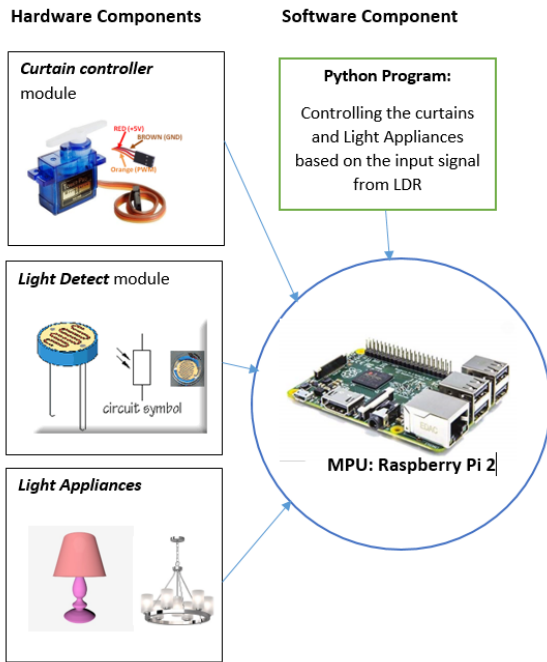 Hardware Components
Software Component
Curtain controller
module
RED (+5V)
BROWN (GND)
Orange (PWM)
Python Program:
Controlling the curtains
and Light Appliances
based on the input signal
from LDR
Light Detect module
circuit symbol
EDAC
MPU: Raspberry Pi 2
Light Appliances